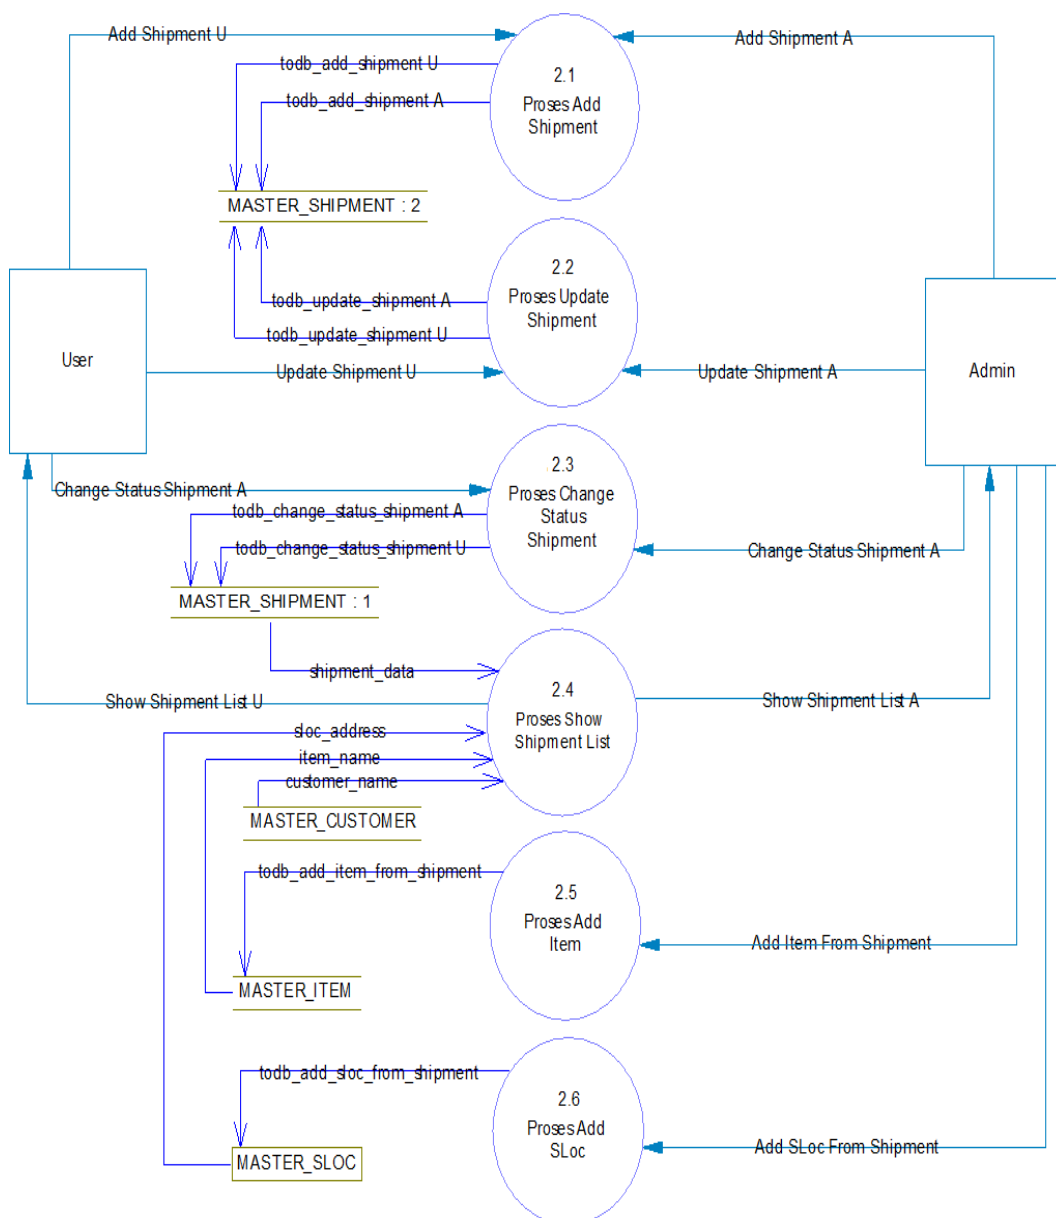 Add Shipment U
Add Shipment A
todb_add_shipment U
2.1
Proses Add
Shipment
todb_add_shipment A
MASTER_SHIPMENT : 2
2.2
Proses Update
Shipment
todb_update_shipment A
todb_update_shipment U
User
Update Shipment U
Update Shipment A
Admin
2.3
Proses Change
Status
Shipment
Change Status Shipment A
todb_change_status_shipment A
todb_change_status_shipment U
Change Status Shipment A
MASTER_SHIPMENT : 1
shipment_data
2.4
Proses Show
Shipment List
Show Shipment List U
Show Shipment List A
sloc_address
item_name
customer_name
MASTER_CUSTOMER
todb_add_item_from_shipment
2.5
Proses Add
Item
Add Item From Shipment
MASTER_ITEM
todb_add_sloc_from_shipment
2.6
Proses Add
SLoc
Add SLoc From Shipment
MASTER_SLOC